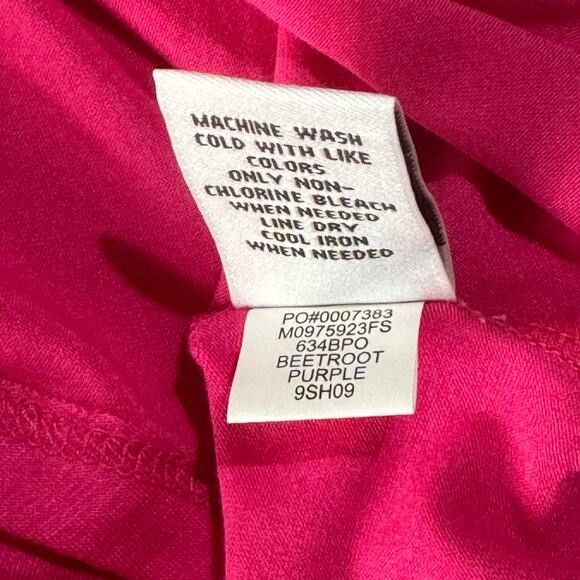 MACHINE WASH
COLD WITH LIKE
COLORS
ONLY NON-
CHLORINE BLEACH
WHEN NEEDED
LINE DRY
COOL IRON
WHEN NEEDED
PO#0007383
M0975923FS
634BPO
BEETROOT
PURPLE
9SH09